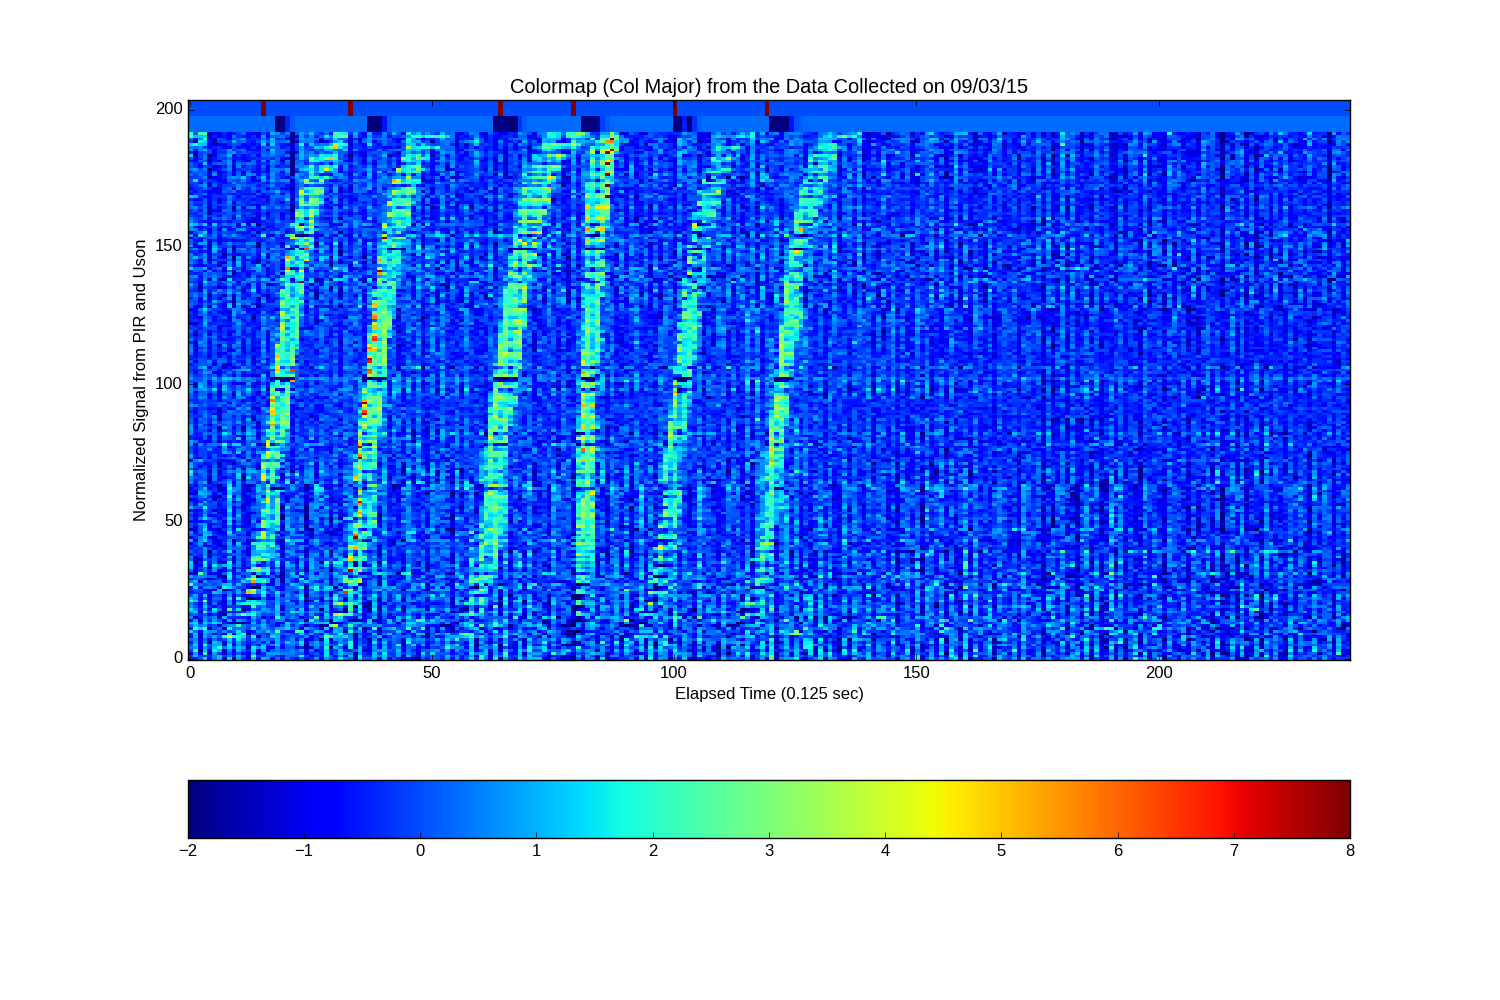 Colormap (Col Major) from the Data Collected on 09/03/15
Normalized Signal from PIR and Uson
200
150
100
50
0
0 50 100 150 200
Elapsed Time (0.125 sec)
−2 −1 0 1 2 3 4 5 6 7 8